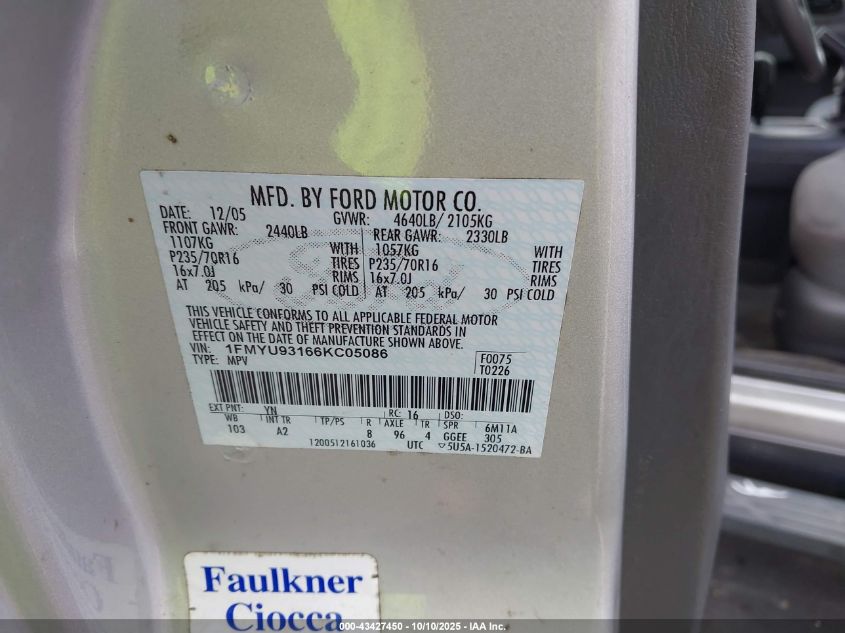 MFD. BY FORD MOTOR CO.
DATE: 12/05 GVWR: 4640LB/ 2105KG
FRONT GAWR: 2440LB REAR GAWR: 2330LB
1107KG WITH 1057KG WITH
P235/70R16 TIRES P235/70R16 TIRES
16x7.0J RIMS 16x7.0J RIMS
AT 205 kPa/ 30 PSI COLD AT 205 kPa/ 30 PSI COLD
THIS VEHICLE CONFORMS TO ALL APPLICABLE FEDERAL MOTOR
VEHICLE SAFETY AND THEFT PREVENTION STANDARDS IN
EFFECT ON THE DATE OF MANUFACTURE SHOWN ABOVE.
VIN: 1FMYU93166KC05086 F0075
TYPE: MPV T0226
EXT PNT: YN RC: 16 DSO:
WB INT TR TP/PS R AXLE TR SPR 6M11A
103 A2 8 96 4 GGEE 305
1200512161036 UTC 5U5A-1520472-BA
Faulkner
Ciocca
000-43427450 - 10/10/2025 - IAA Inc.